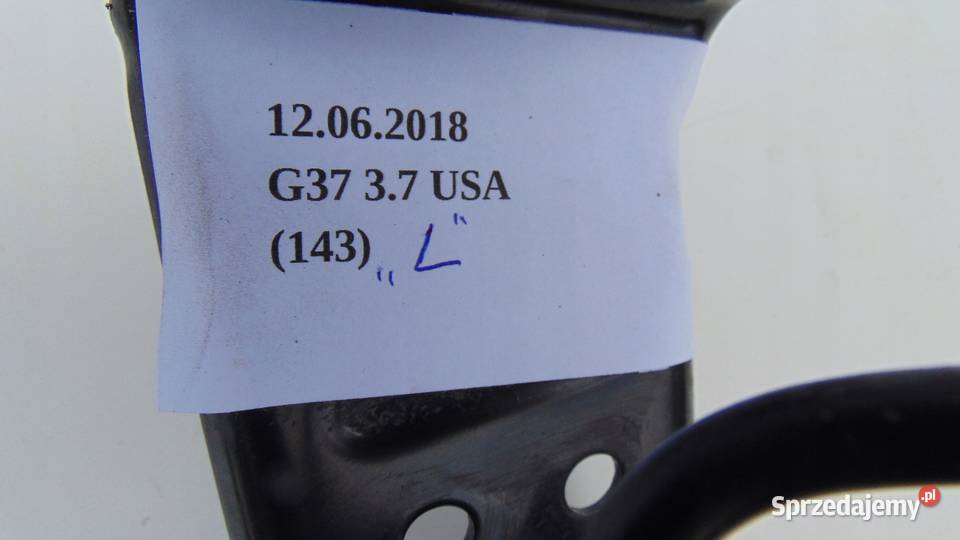 12.06.2018
G37 3.7 USA
(143) „L"
Sprzedajemy.pl